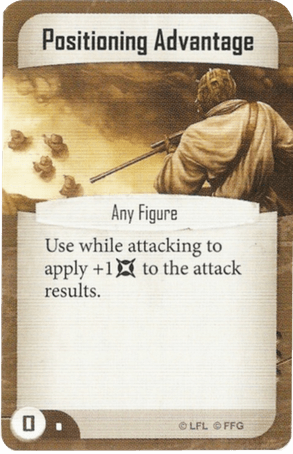 Positioning Advantage
Any Figure
Use while attacking to
apply +1 to the attack
results.
0
© LFL © FFG